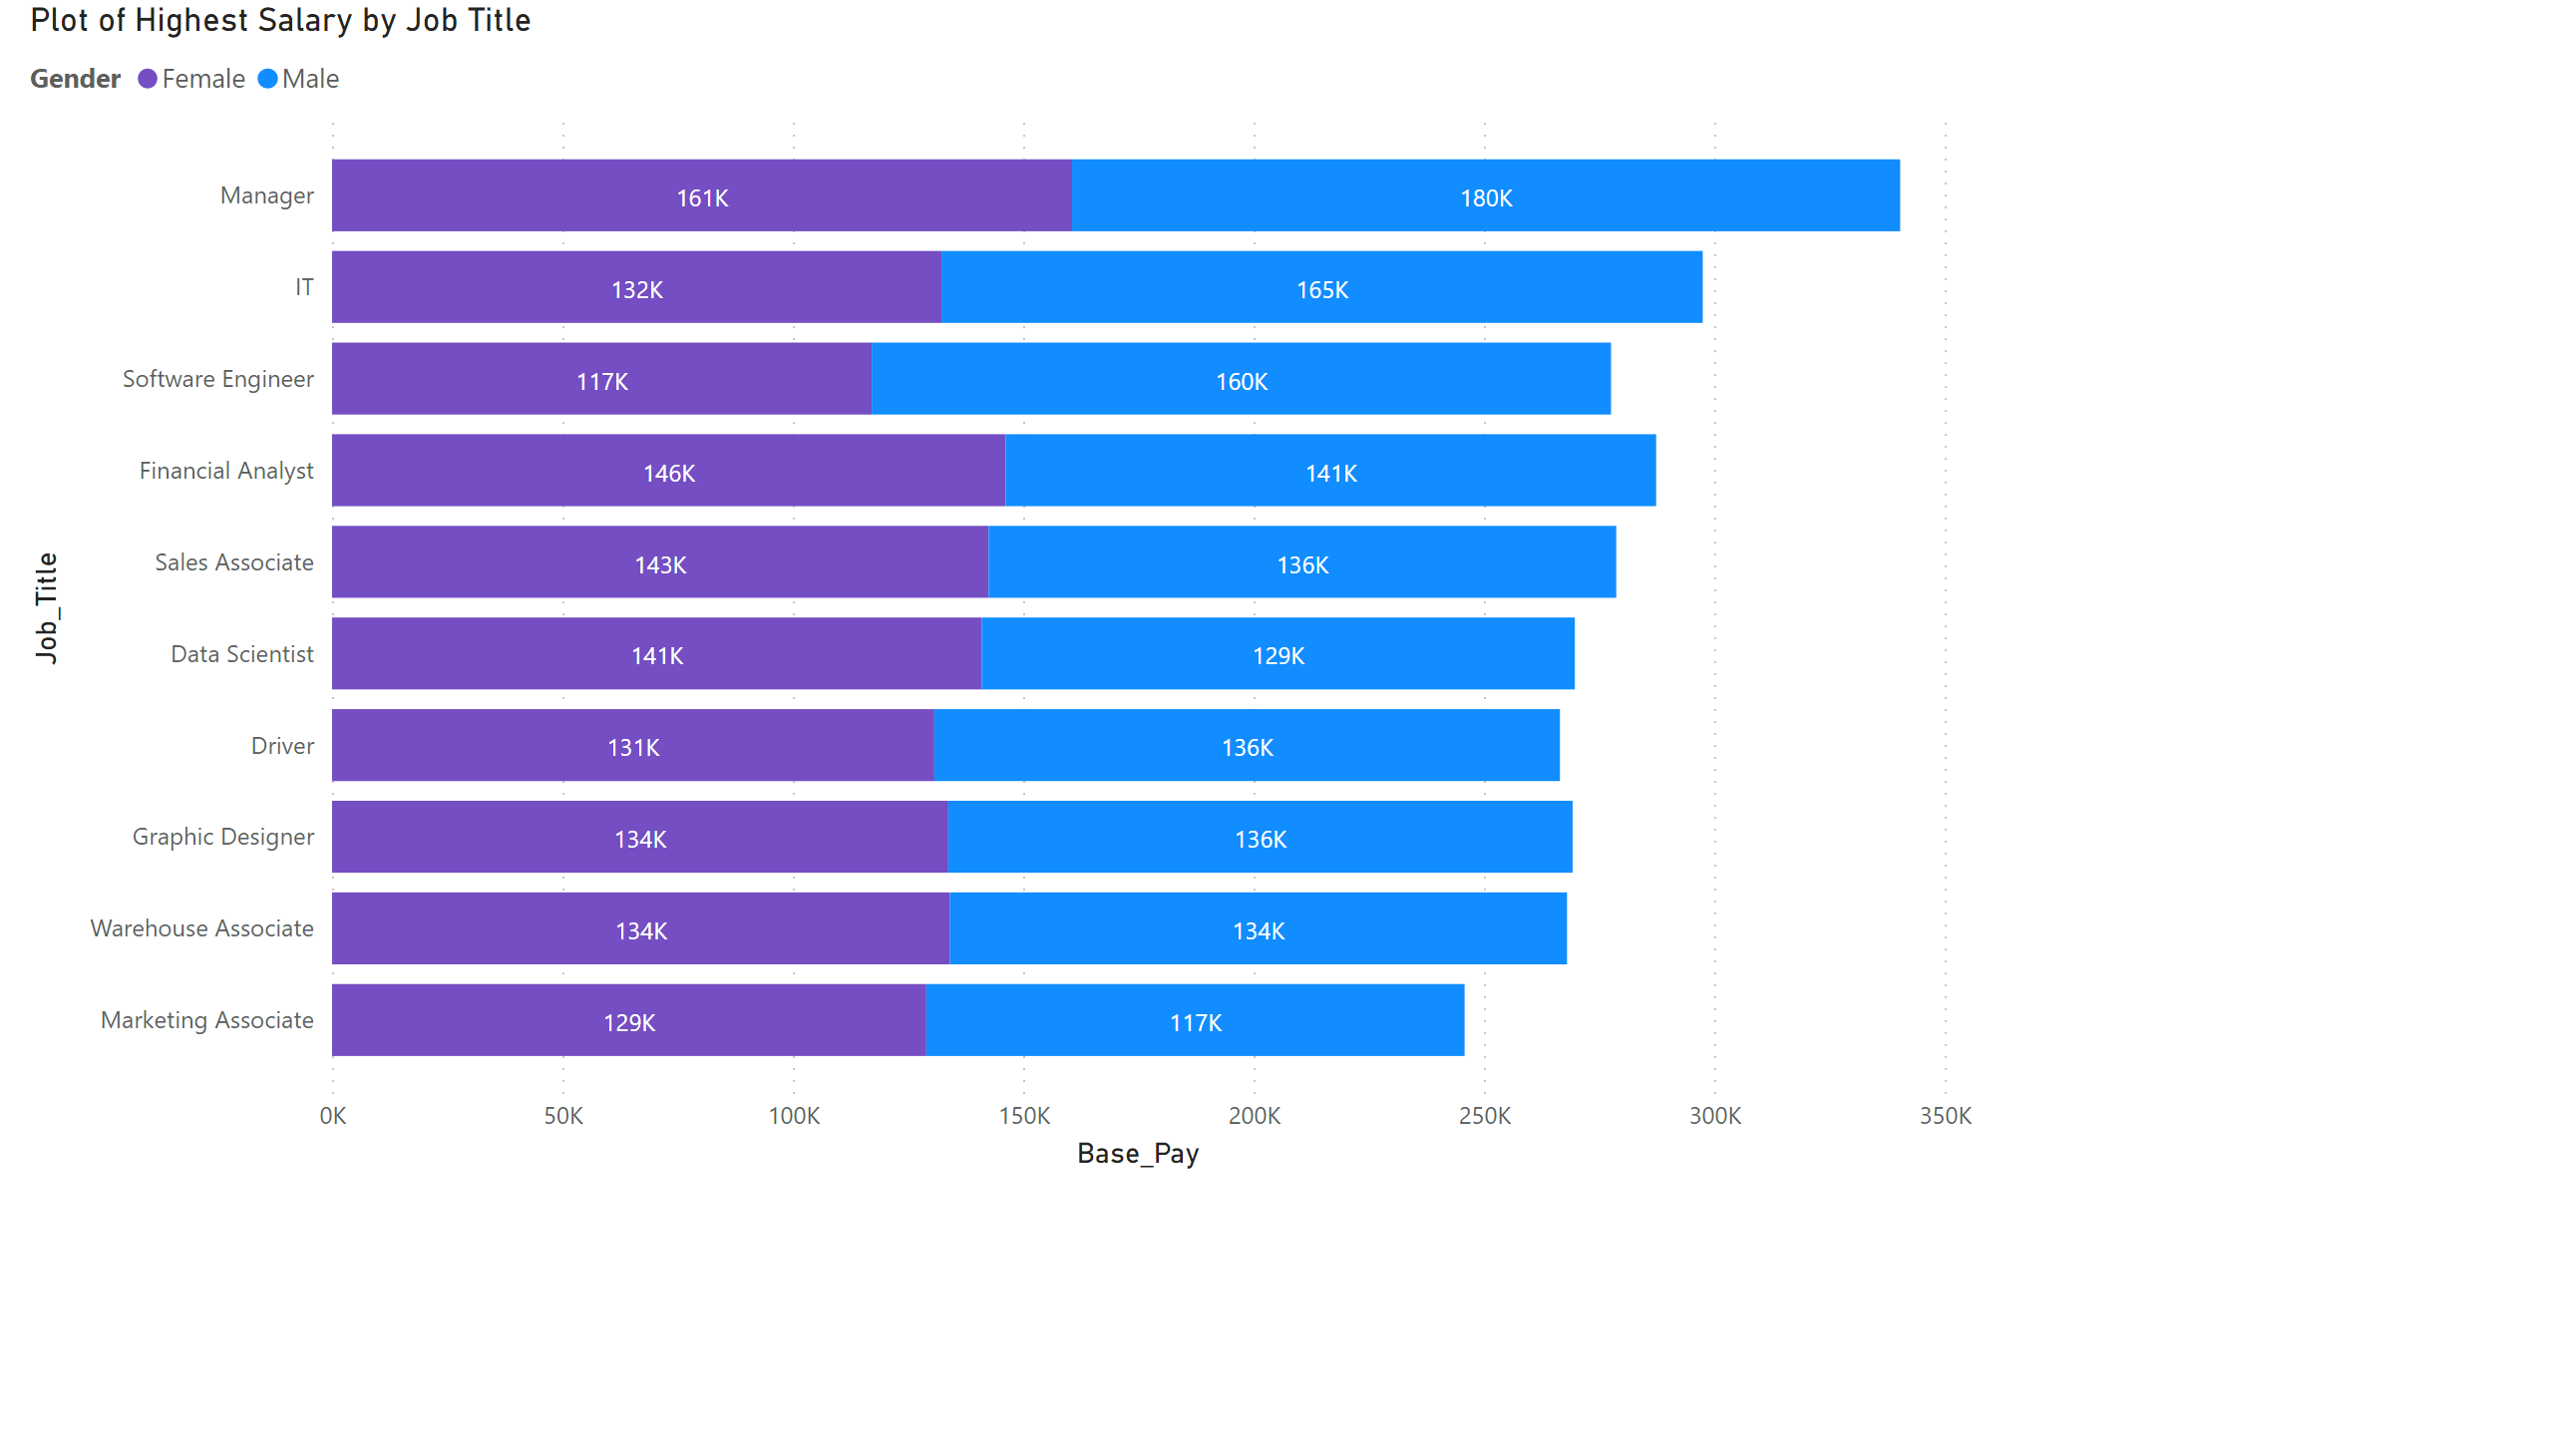 Plot of Highest Salary by Job Title
Gender Female Male
Manager 161K 180K
IT 132K 165K
Software Engineer 117K 160K
Financial Analyst 146K 141K
Sales Associate 143K 136K
Job_Title
Data Scientist 141K 129K
Driver 131K 136K
Graphic Designer 134K 136K
Warehouse Associate 134K 134K
Marketing Associate 129K 117K
0K 50K 100K 150K 200K 250K 300K 350K
Base_Pay